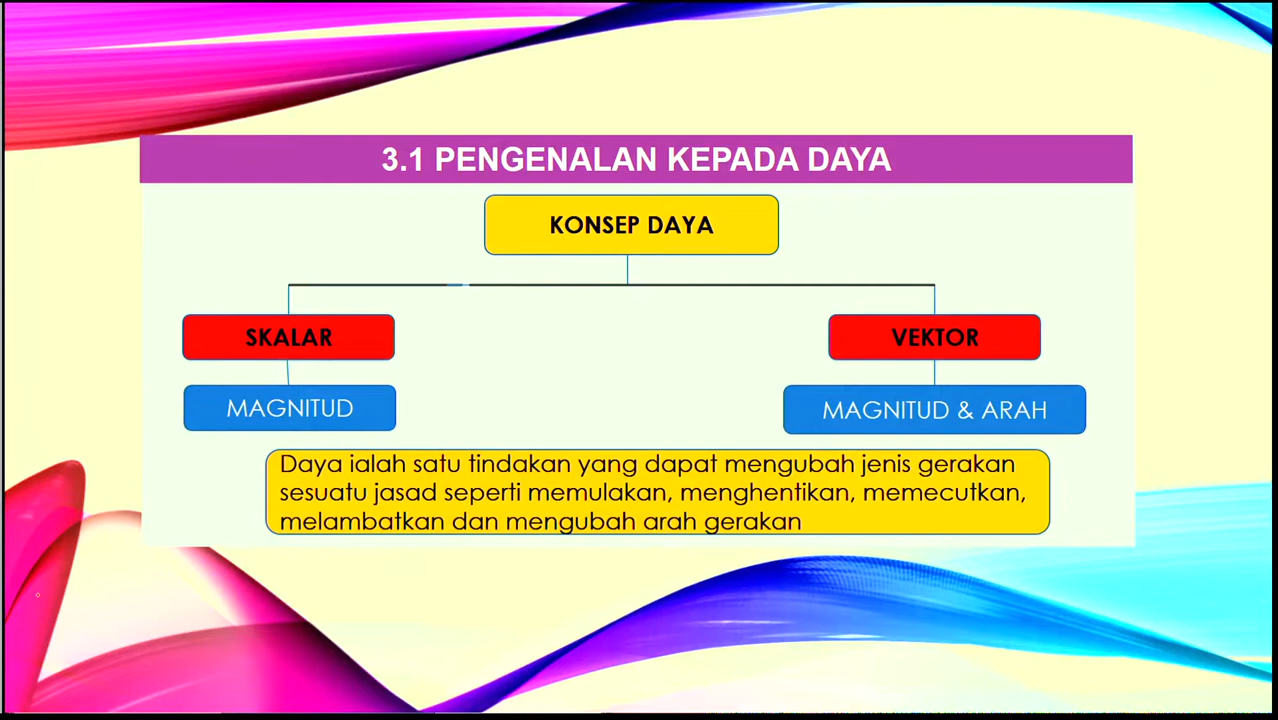 3.1 PENGENALAN KEPADA DAYA
KONSEP DAYA
SKALAR
VEKTOR
MAGNITUD
MAGNITUD & ARAH
Daya ialah satu tindakan yang dapat mengubah jenis gerakan
sesuatu jasad seperti memulakan, menghentikan, memecutkan,
melambatkan dan mengubah arah gerakan